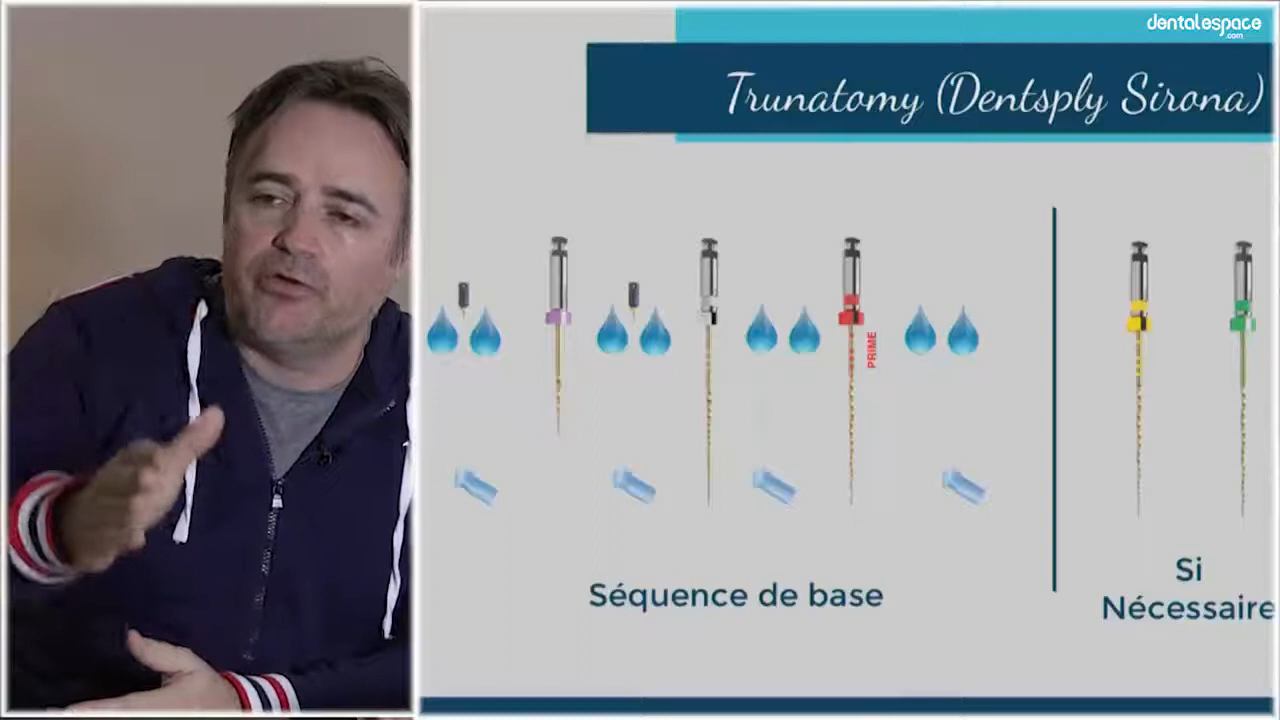 dentalespace
.com
Trunatomy (Dentsply Sirona)
PRIME
Séquence de base
Si
Nécessaire